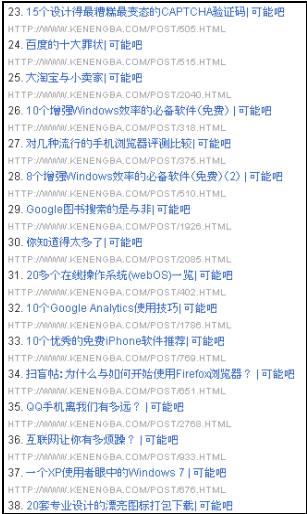 23. 15个设计得最糟糕最变态的CAPTCHA验证码| 可能吧
HTTP://WWW.KENENGBA.COM/POST/505.HTML
24. 百度的十大罪状| 可能吧
HTTP://WWW.KENENGBA.COM/POST/515.HTML
25. 大淘宝与小卖家| 可能吧
HTTP://WWW.KENENGBA.COM/POST/2040.HTML
26. 10个增强Windows效率的必备软件(免费) | 可能吧
HTTP://WWW.KENENGBA.COM/POST/318.HTML
27. 对几种流行的手机浏览器评测比较| 可能吧
HTTP://WWW.KENENGBA.COM/POST/375.HTML
28. 8个增强Windows效率的必备软件(免费)(2) | 可能吧
HTTP://WWW.KENENGBA.COM/POST/510.HTML
29. Google图书搜索的是与非| 可能吧
HTTP://WWW.KENENGBA.COM/POST/1926.HTML
30. 你知道得太多了| 可能吧
HTTP://WWW.KENENGBA.COM/POST/2085.HTML
31. 20多个在线操作系统(webOS)一览| 可能吧
HTTP://WWW.KENENGBA.COM/POST/402.HTML
32. 10个Google Analytics使用技巧| 可能吧
HTTP://WWW.KENENGBA.COM/POST/1786.HTML
33. 10个优秀的免费iPhone软件推荐| 可能吧
HTTP://WWW.KENENGBA.COM/POST/769.HTML
34. 扫盲帖: 为什么与如何开始使用Firefox浏览器？ | 可能吧
HTTP://WWW.KENENGBA.COM/POST/651.HTML
35. QQ手机离我们有多远？ | 可能吧
HTTP://WWW.KENENGBA.COM/POST/2768.HTML
36. 互联网让你有多烦躁？ | 可能吧
HTTP://WWW.KENENGBA.COM/POST/933.HTML
37. 一个XP使用者眼中的Windows 7 | 可能吧
HTTP://WWW.KENENGBA.COM/POST/676.HTML
38. 20套专业设计的漂亮图标打包下载| 可能吧